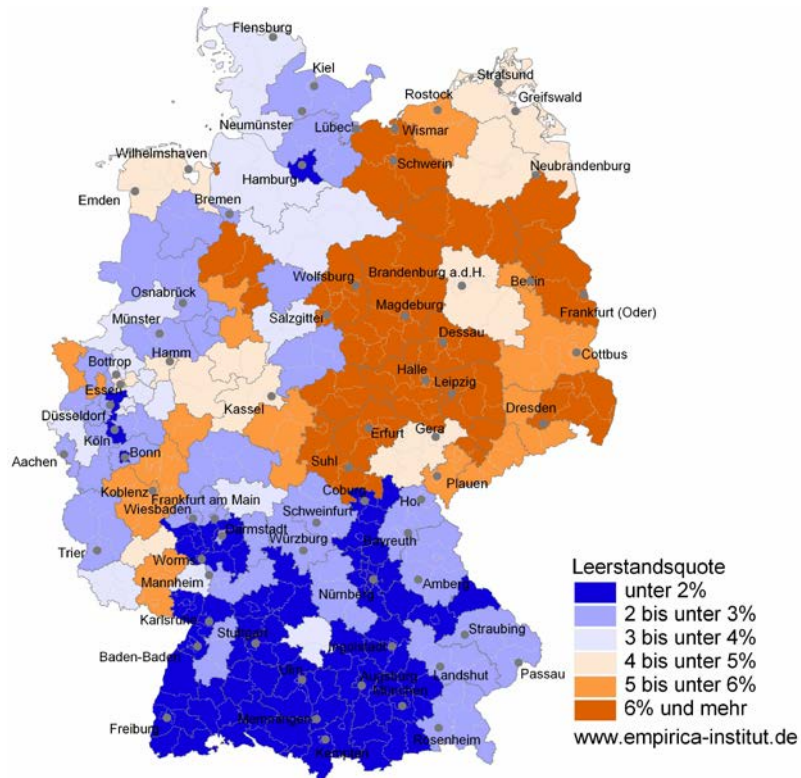 Flensburg
Kiel
Stralsund
Rostock
Greifswald
Neumünster
Lübeck
Wismar
Wilhelmshaven
Schwerin
Hamburg
Neubrandenburg
Emden
Bremen
Wolfsburg
Brandenburg a.d.H.
Berlin
Osnabrück
Magdeburg
Salzgitter
Frankfurt (Oder)
Münster
Dessau
Hamm
Cottbus
Bottrop
Halle
Essen
Leipzig
Kassel
Düsseldorf
Dresden
Köln
Erfurt
Gera
Aachen
Bonn
Suhl
Plauen
Koblenz
Frankfurt am Main
Coburg
Hof
Wiesbaden
Schweinfurt
Darmstadt
Bayreuth
Trier
Worms
Würzburg
Mannheim
Nürnberg
Amberg
Karlsruhe
Stuttgart
Straubing
Baden-Baden
Ingolstadt
Passau
Ulm
Landshut
Augsburg
München
Freiburg
Memmingen
Rosenheim
Kempten
Leerstandsquote
unter 2%
2 bis unter 3%
3 bis unter 4%
4 bis unter 5%
5 bis unter 6%
6% und mehr
www.empirica-institut.de